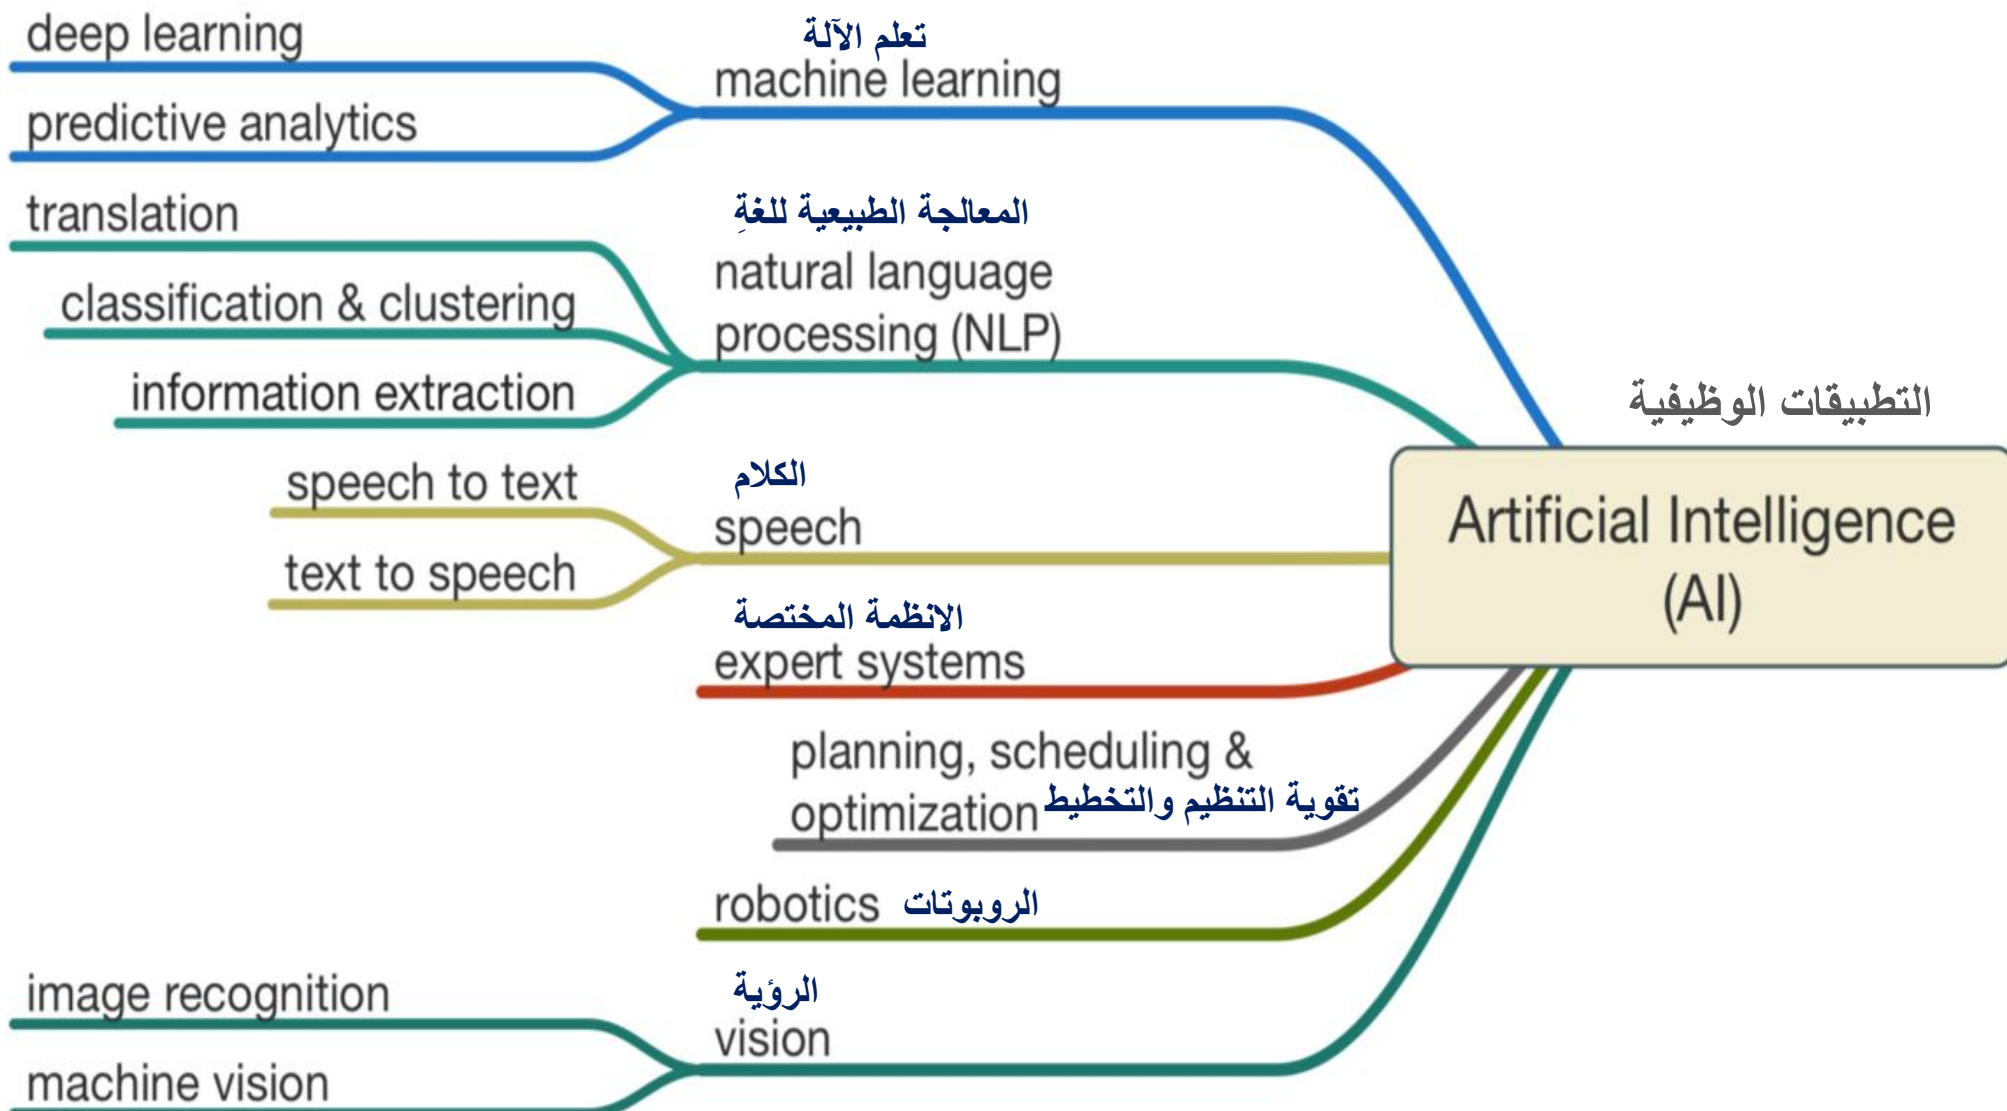 التطبيقات الوظيفية
Artificial Intelligence
(AI)
تعلم الآلة
machine learning
deep learning
predictive analytics
المعالجة الطبيعية للغةِ
natural language
processing (NLP)
translation
classification & clustering
information extraction
الكلام
speech
speech to text
text to speech
الانظمة المختصة
expert systems
planning, scheduling &
optimization تقوية التنظيم والتخطيط
robotics الروبوتات
الرؤية
vision
image recognition
machine vision